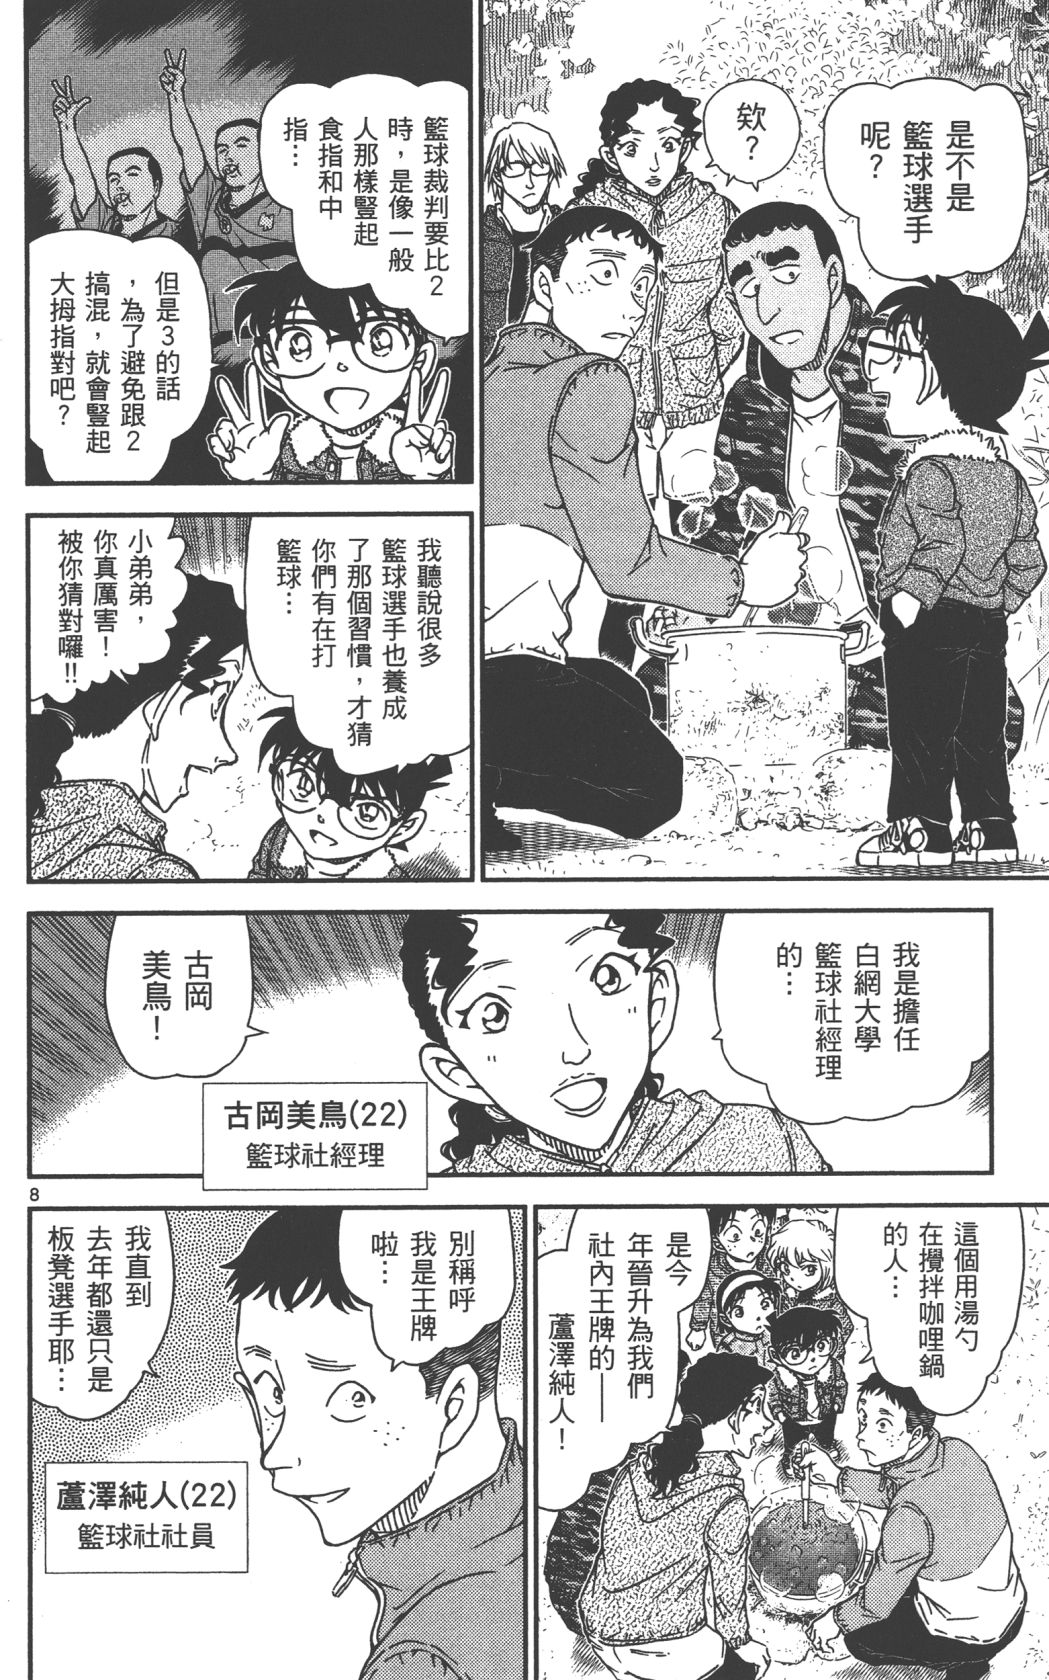 是不是
籃球選手
呢?
欸?
籃球裁判要比2
時，是像一般
人那樣豎起
食指和中
指…
但是3的話
，為了避免跟2
搞混，就會豎起
大拇指對吧?
我聽說很多
籃球選手也養成
了那個習慣，才猜
你們有在打
籃球…
小弟弟，
你真厲害!
被你猜對囉!!
我是擔任
白網大學
籃球社經理
的…
古岡
美鳥!
古岡美鳥(22)
籃球社經理
8
這個用湯勺
在攪拌咖哩鍋
的人…
是今
年晉升為我們
社內王牌的——
蘆澤純人!
別稱呼
我是王牌
啦…
我直到
去年都還只是
板凳選手耶…
蘆澤純人(22)
籃球社社員